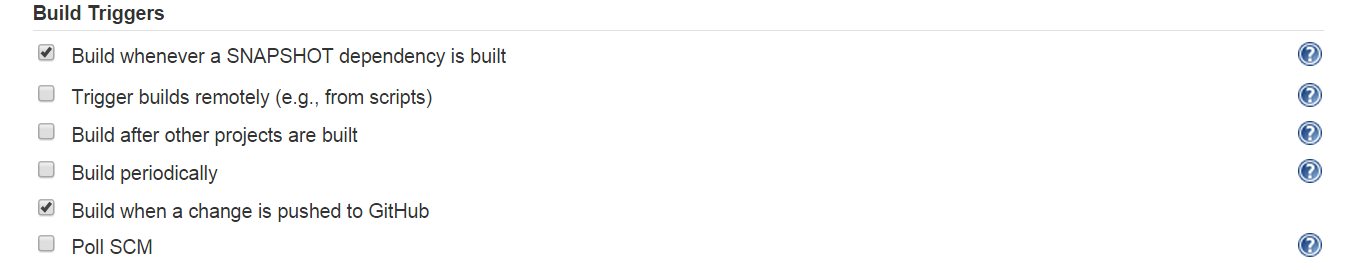 Build Triggers
Build whenever a SNAPSHOT dependency is built
Trigger builds remotely (e.g., from scripts)
Build after other projects are built
Build periodically
Build when a change is pushed to GitHub
Poll SCM